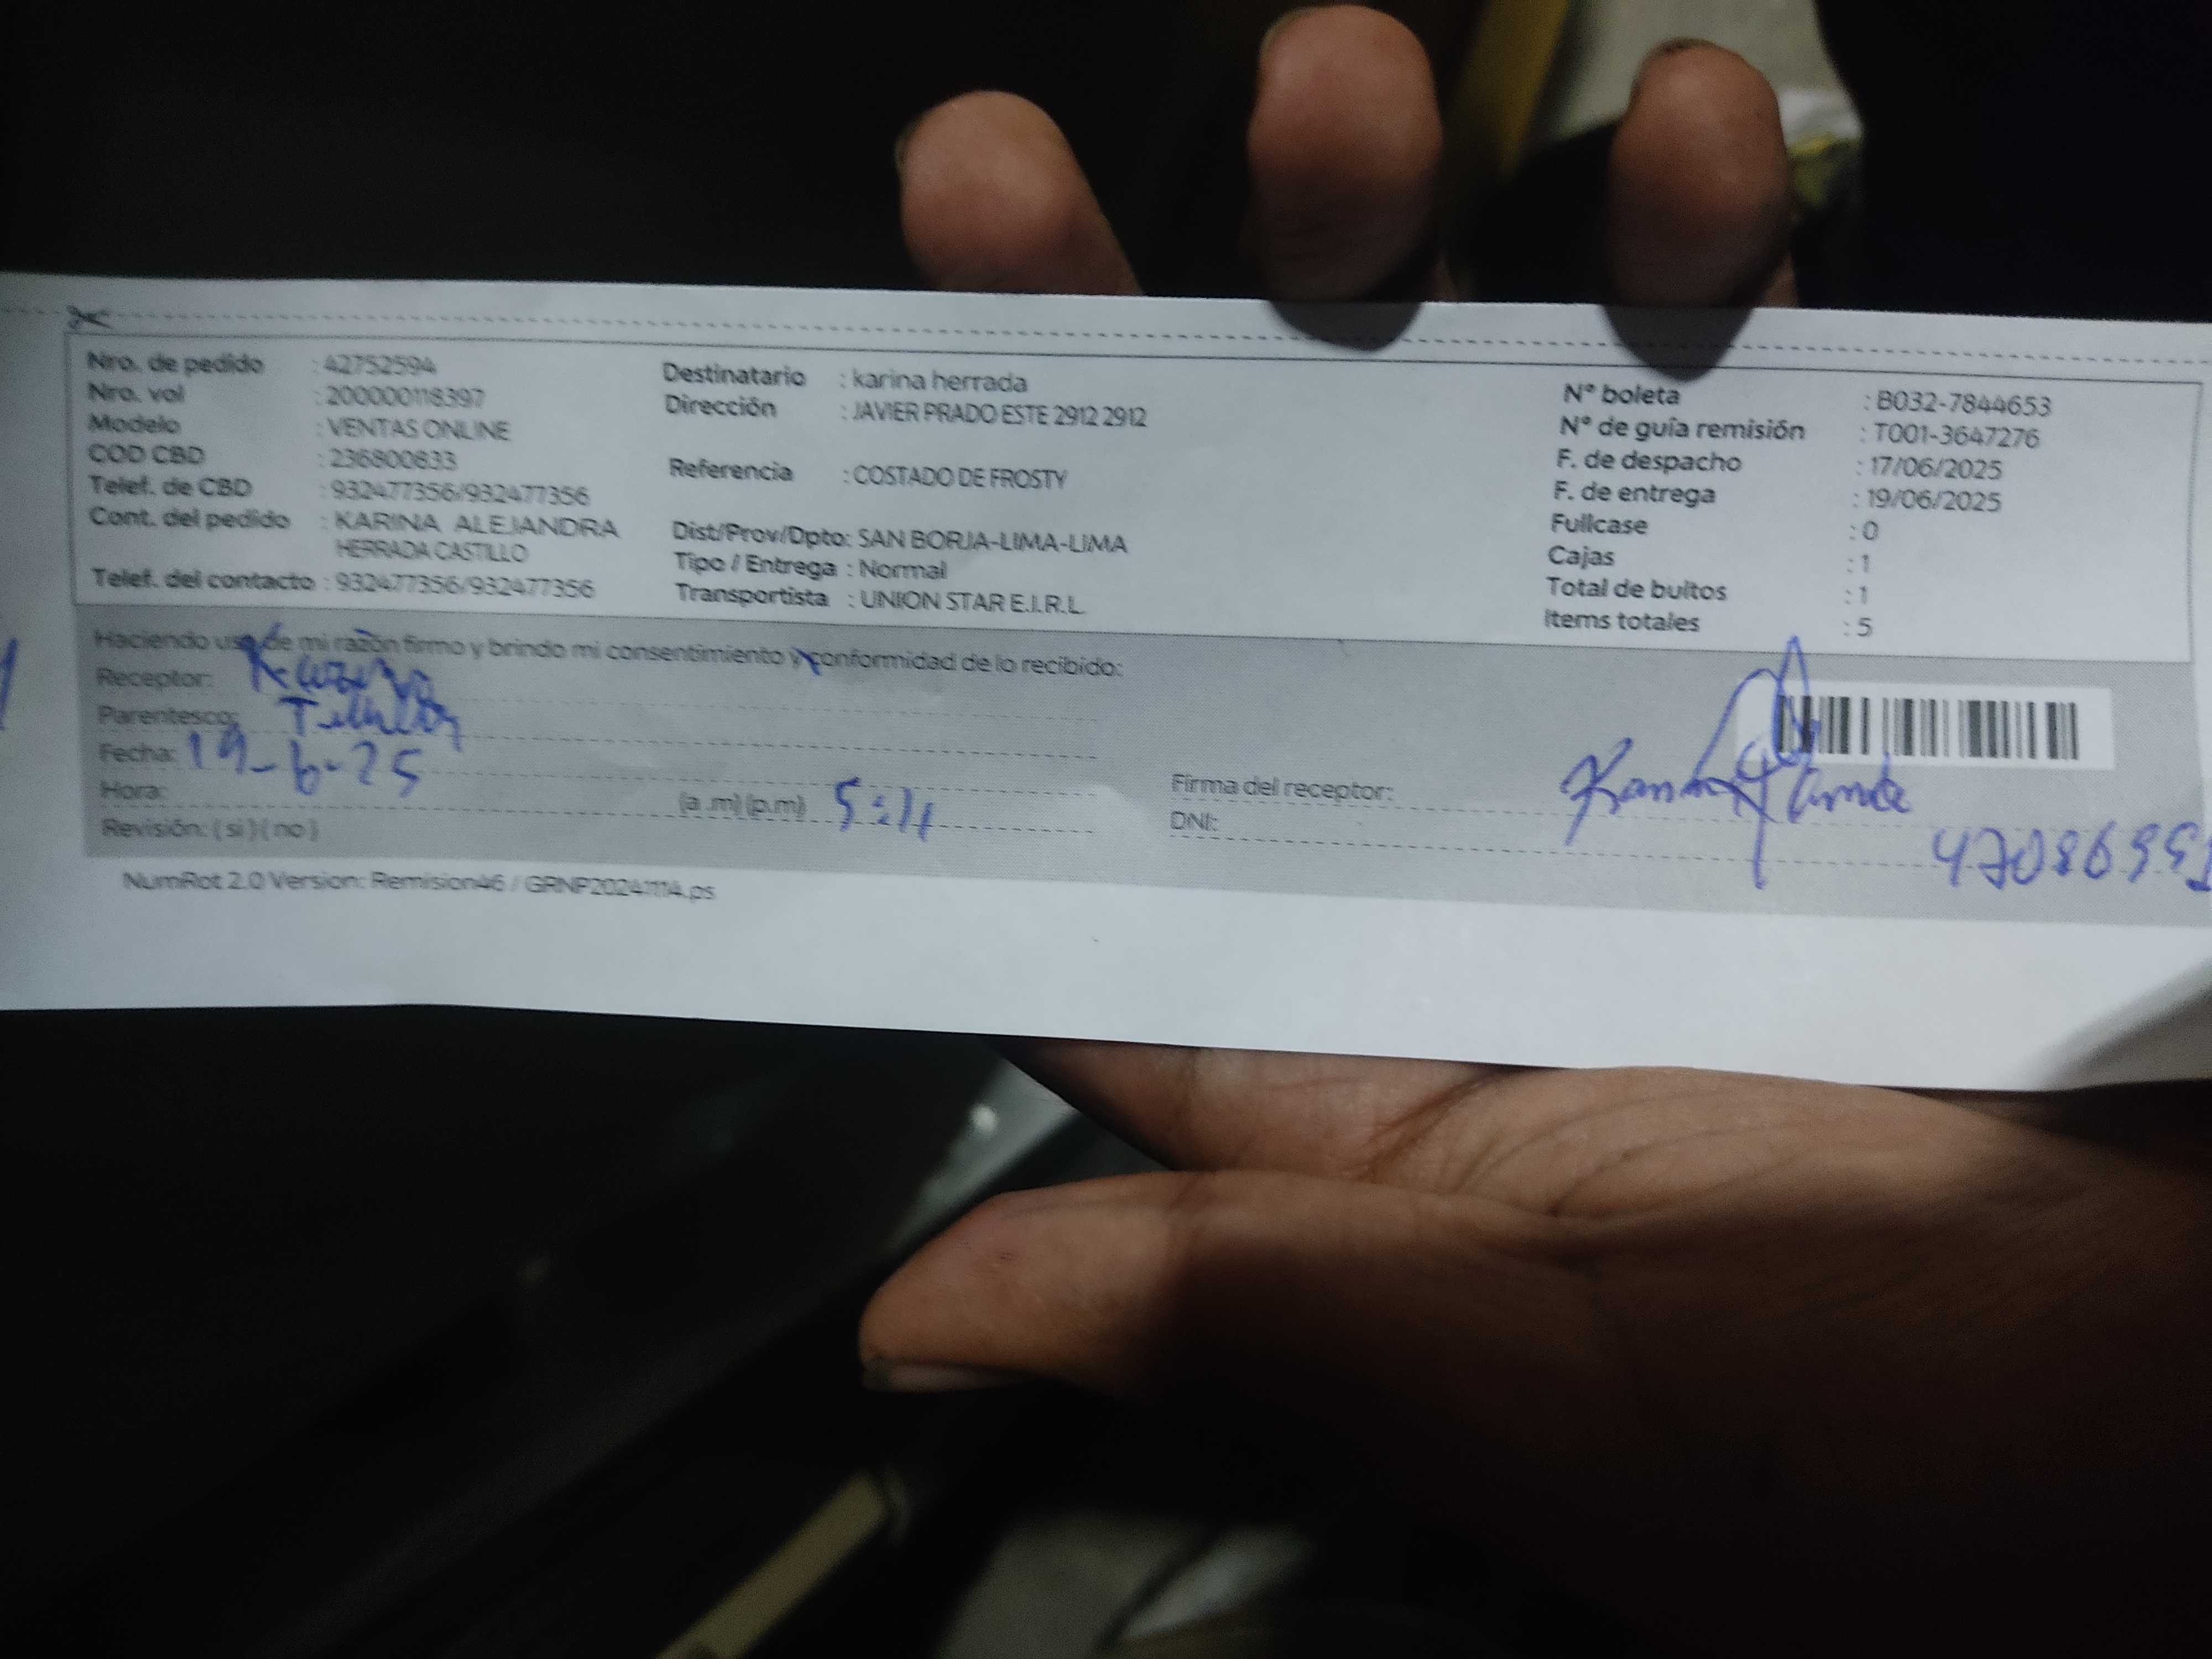 Nro. de pedido : 42752594
Nro. vol : 200000118397
Modelo : VENTAS ONLINE
COD CBD : 236800833
Telef. de CBD : 932477356/932477356
Cont. del pedido : KARINA ALEJANDRA
HERRADA CASTILLO
Telef. del contacto : 932477356/932477356
Destinatario : karina herrada
Dirección : JAVIER PRADO ESTE 2912 2912
Referencia : COSTADO DE FROSTY
Dist/Prov/Dpto: SAN BORJA-LIMA-LIMA
Tipo / Entrega : Normal
Transportista : UNION STAR E.I.R.L.
N° boleta : B032-7844653
N° de guía remisión : T001-3647276
F. de despacho : 17/06/2025
F. de entrega : 19/06/2025
Fullcase : 0
Cajas : 1
Total de bultos : 1
Items totales : 5
Haciendo uso de mi razón firmo y brindo mi consentimiento y conformidad de lo recibido:
Receptor:
Parentesco:
Fecha: 19-6-25
Hora: (a.m) (p.m)
Revisión: ( si ) ( no )
Firma del receptor:
DNI:
NumRot 2.0 Version: Remision46 / GRNF20241114.ps